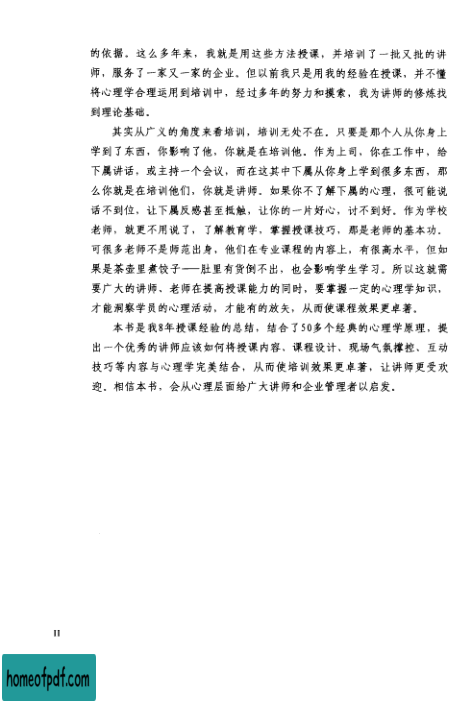 的依据。这么多年来，我就是用这些方法授课，并培训了一批又批的讲
师，服务了一家又一家的企业。但以前我只是用我的经验在授课，并不懂
将心理学合理运用到培训中，经过多年的努力和摸索，我为讲师的修炼找
到理论基础。
其实从广义的角度来看培训，培训无处不在。只要是那个人从你身上
学到了东西，你影响了他，你就是在培训他。作为上司，你在工作中，给
下属讲话，或主持一个会议，而在这其中下属从你身上学到很多东西，那
么你就是在培训他们，你就是讲师。如果你不了解下属的心理，很可能说
话不到位，让下属反感甚至抵触，让你的一片好心，讨不到好。作为学校
老师，就更不用说了，了解教育学，掌握授课技巧，那是老师的基本功。
可很多老师不是师范出身，他们在专业课程的内容上，有很高水平，但如
果是茶壶里煮饺子——肚里有货倒不出，也会影响学生学习。所以这就需
要广大的讲师、老师在提高授课能力的同时，要掌握一定的心理学知识，
才能洞察学员的心理活动，才能有的放矢，从而使课程效果更卓著。
本书是我8年授课经验的总结，结合了50多个经典的心理学原理，提
出一个优秀的讲师应该如何将授课内容、课程设计、现场气氛撑控、互动
技巧等内容与心理学完美结合，从而使培训效果更卓著，让讲师更受欢
迎。相信本书，会从心理层面给广大讲师和企业管理者以启发。
II
homeofpdf.com